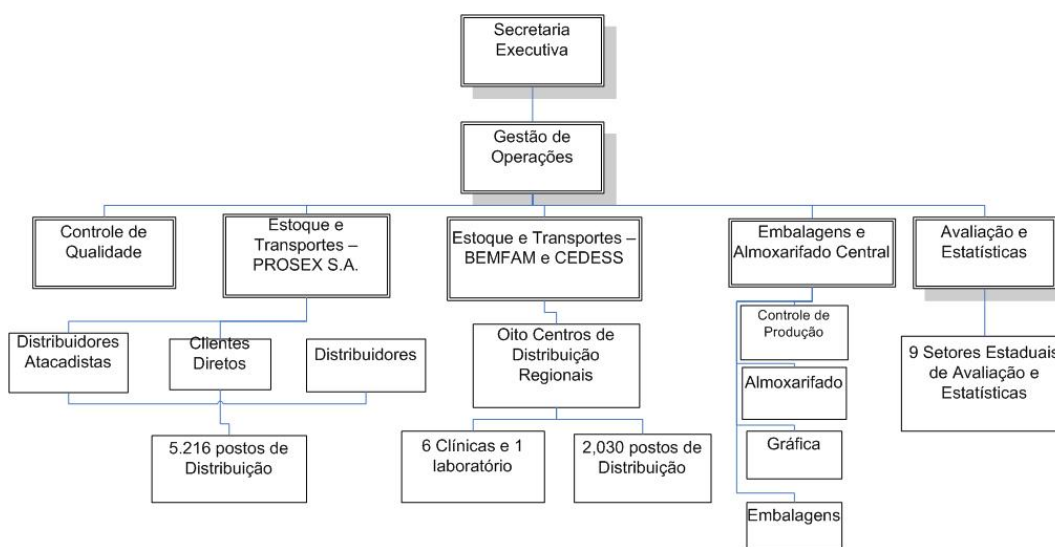 Secretaria
Executiva
Gestão de
Operações
Controle de
Qualidade
Estoque e
Transportes –
PROSEX S.A.
Estoque e Transportes –
BEMFAM e CEDESS
Embalagens e
Almoxarifado Central
Avaliação e
Estatísticas
Distribuidores
Atacadistas
Clientes
Diretos
Distribuidores
Oito Centros de
Distribuição
Regionais
Controle de
Produção
Almoxarifado
Gráfica
Embalagens
9 Setores Estaduais
de Avaliação e
Estatísticas
5.216 postos de
Distribuição
6 Clínicas e 1
laboratório
2,030 postos de
Distribuição